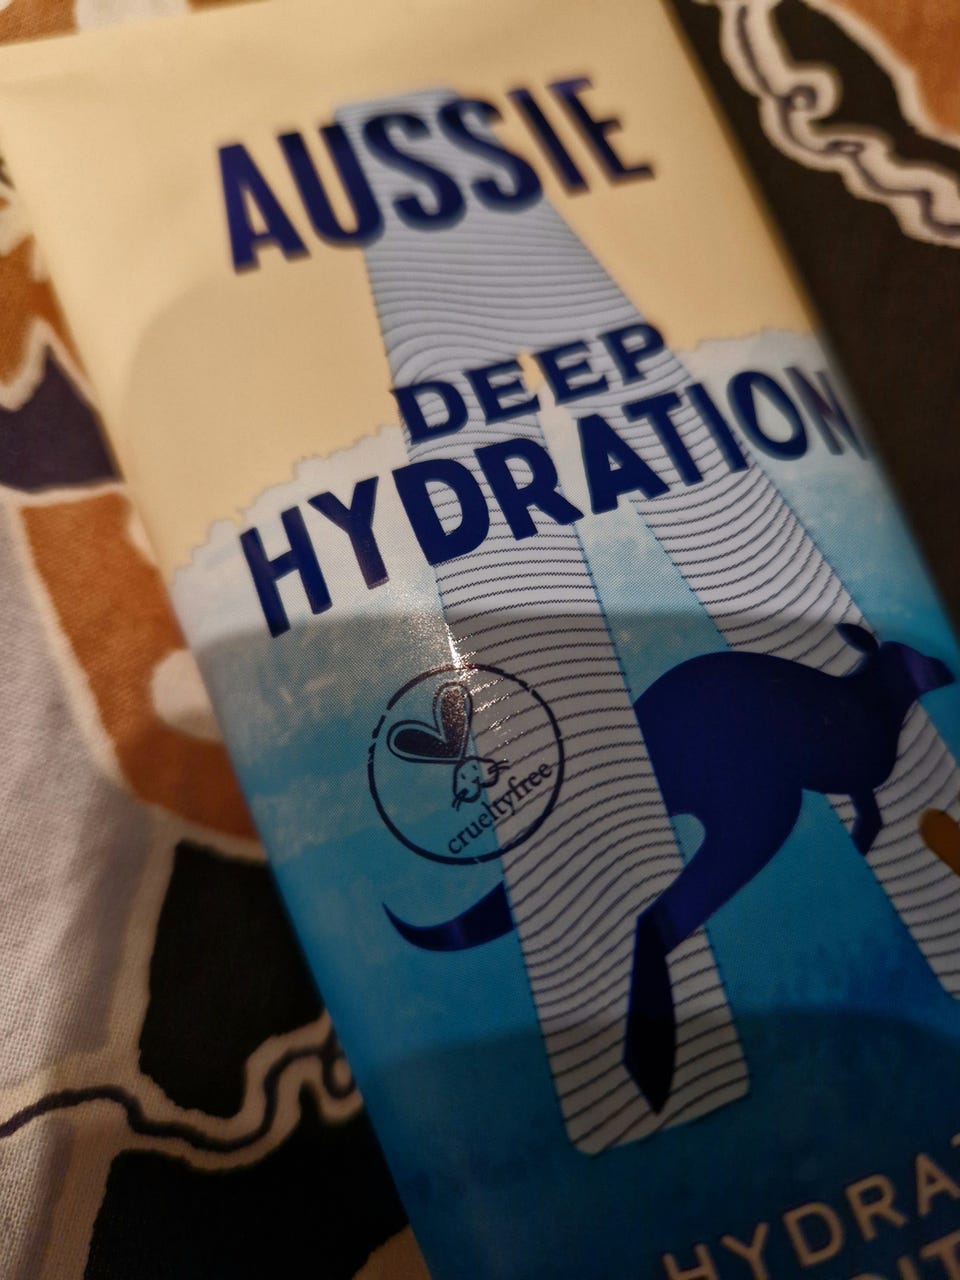 AUSSIE
DEEP
HYDRATION
crueltyfree